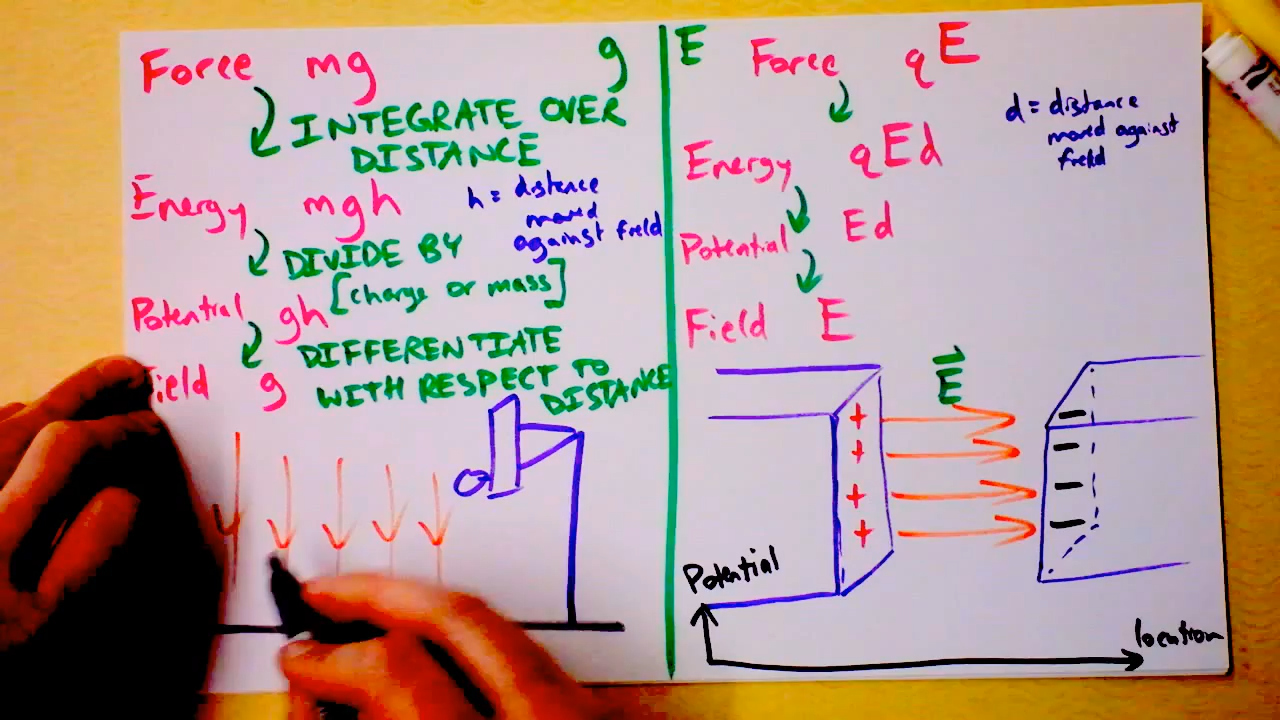 Force mg g
INTEGRATE OVER
DISTANCE
Energy mgh
h = distance
moved
against field
DIVIDE BY
[charge or mass]
Potential gh
DIFFERENTIATE
WITH RESPECT TO
DISTANCE
Field g
E Force qE
d = distance
moved against
field
Energy qEd
Potential Ed
Field E
E
+
+
+
+
−
−
−
−
Potential
location